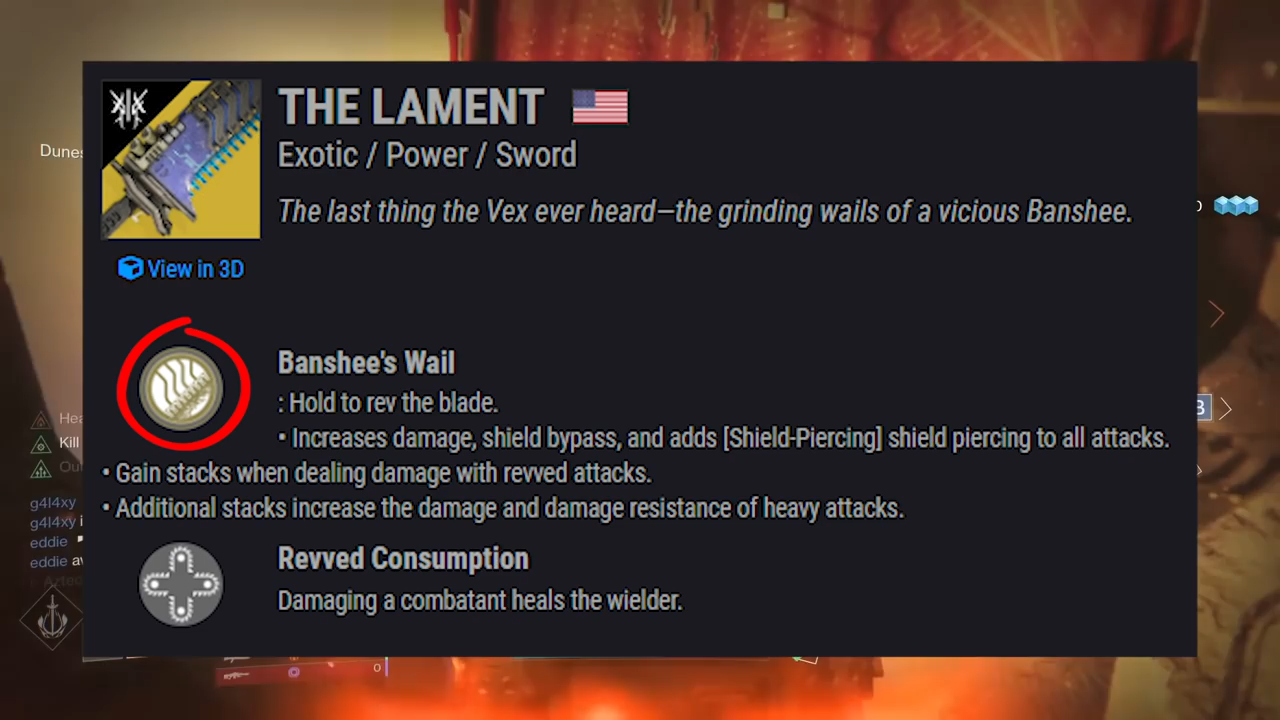 THE LAMENT
Exotic / Power / Sword
The last thing the Vex ever heard—the grinding wails of a vicious Banshee.
View in 3D
Banshee's Wail
: Hold to rev the blade.
• Increases damage, shield bypass, and adds [Shield-Piercing] shield piercing to all attacks.
• Gain stacks when dealing damage with revved attacks.
• Additional stacks increase the damage and damage resistance of heavy attacks.
Revved Consumption
Damaging a combatant heals the wielder.
Kill
g4l4xy
g4l4xy
eddie
eddie
0